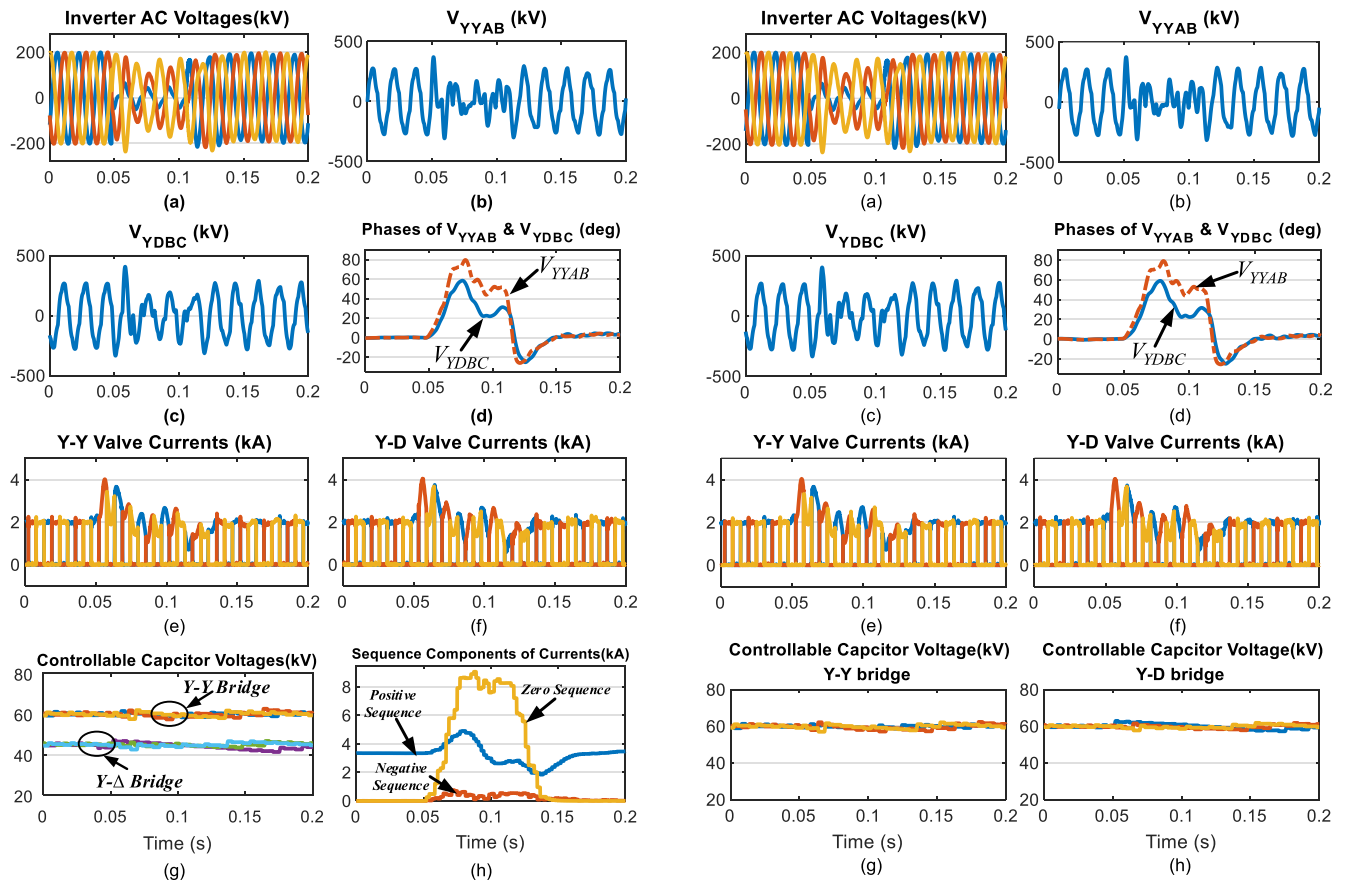 Inverter AC Voltages(kV)
200
0
-200
0 0.05 0.1 0.15 0.2
(a)
V_YYAB (kV)
500
0
-500
0 0.05 0.1 0.15 0.2
(b)
V_YDBC (kV)
500
0
-500
0 0.05 0.1 0.15 0.2
(c)
Phases of V_YYAB & V_YDBC (deg)
80
60
40
20
0
-20
V_YYAB
V_YDBC
0 0.05 0.1 0.15 0.2
(d)
Y-Y Valve Currents (kA)
4
2
0
0 0.05 0.1 0.15 0.2
(e)
Y-D Valve Currents (kA)
4
2
0
0 0.05 0.1 0.15 0.2
(f)
Controllable Capcitor Voltages(kV)
80
60
40
20
Y-Y Bridge
Y-Δ Bridge
0 0.05 0.1 0.15 0.2
Time (s)
(g)
Sequence Components of Currents(kA)
8
6
4
2
0
Positive
Sequence
Zero Sequence
Negative
Sequence
0 0.05 0.1 0.15 0.2
Time (s)
(h)
Inverter AC Voltages(kV)
200
0
-200
0 0.05 0.1 0.15 0.2
(a)
V_YYAB (kV)
500
0
-500
0 0.05 0.1 0.15 0.2
(b)
V_YDBC (kV)
500
0
-500
0 0.05 0.1 0.15 0.2
(c)
Phases of V_YYAB & V_YDBC (deg)
80
60
40
20
0
-20
V_YYAB
V_YDBC
0 0.05 0.1 0.15 0.2
(d)
Y-Y Valve Currents (kA)
4
2
0
0 0.05 0.1 0.15 0.2
(e)
Y-D Valve Currents (kA)
4
2
0
0 0.05 0.1 0.15 0.2
(f)
Controllable Capcitor Voltage(kV)
Y-Y bridge
80
60
40
20
0 0.05 0.1 0.15 0.2
Time (s)
(g)
Controllable Capcitor Voltage(kV)
Y-D bridge
80
60
40
20
0 0.05 0.1 0.15 0.2
Time (s)
(h)